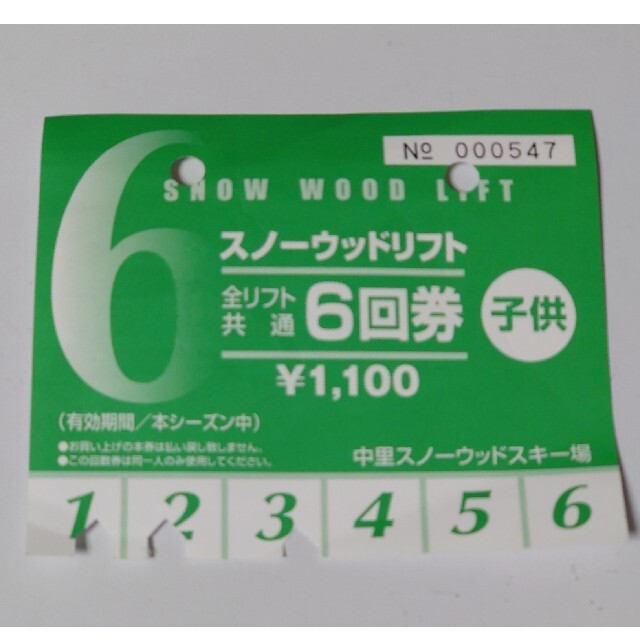 6
№ 000547
SNOW WOOD LIFT
スノーウッドリフト
全リフト
共通
6回券
子供
¥1,100
(有効期間/本シーズン中)
●お買い上げの本券は払い戻し致しません。
●この回数券は同一人のみ使用してください。
中里スノーウッドスキー場
1 2 3 4 5 6